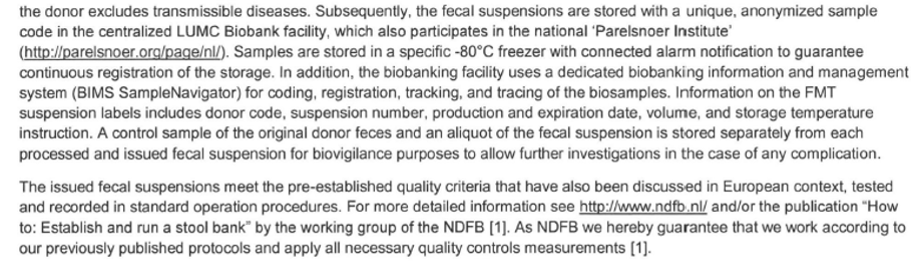 the donor excludes transmissible diseases. Subsequently, the fecal suspensions are stored with a unique, anonymized sample
code in the centralized LUMC Biobank facility, which also participates in the national 'Parelsnoer Institute'
(http://parelsnoer.org/page/nl/). Samples are stored in a specific -80°C freezer with connected alarm notification to guarantee
continuous registration of the storage. In addition, the biobanking facility uses a dedicated biobanking information and management
system (BIMS SampleNavigator) for coding, registration, tracking, and tracing of the biosamples. Information on the FMT
suspension labels includes donor code, suspension number, production and expiration date, volume, and storage temperature
instruction. A control sample of the original donor feces and an aliquot of the fecal suspension is stored separately from each
processed and issued fecal suspension for biovigilance purposes to allow further investigations in the case of any complication.
The issued fecal suspensions meet the pre-established quality criteria that have also been discussed in European context, tested
and recorded in standard operation procedures. For more detailed information see http://www.ndfb.nl/ and/or the publication "How
to: Establish and run a stool bank" by the working group of the NDFB [1]. As NDFB we hereby guarantee that we work according to
our previously published protocols and apply all necessary quality controls measurements [1].